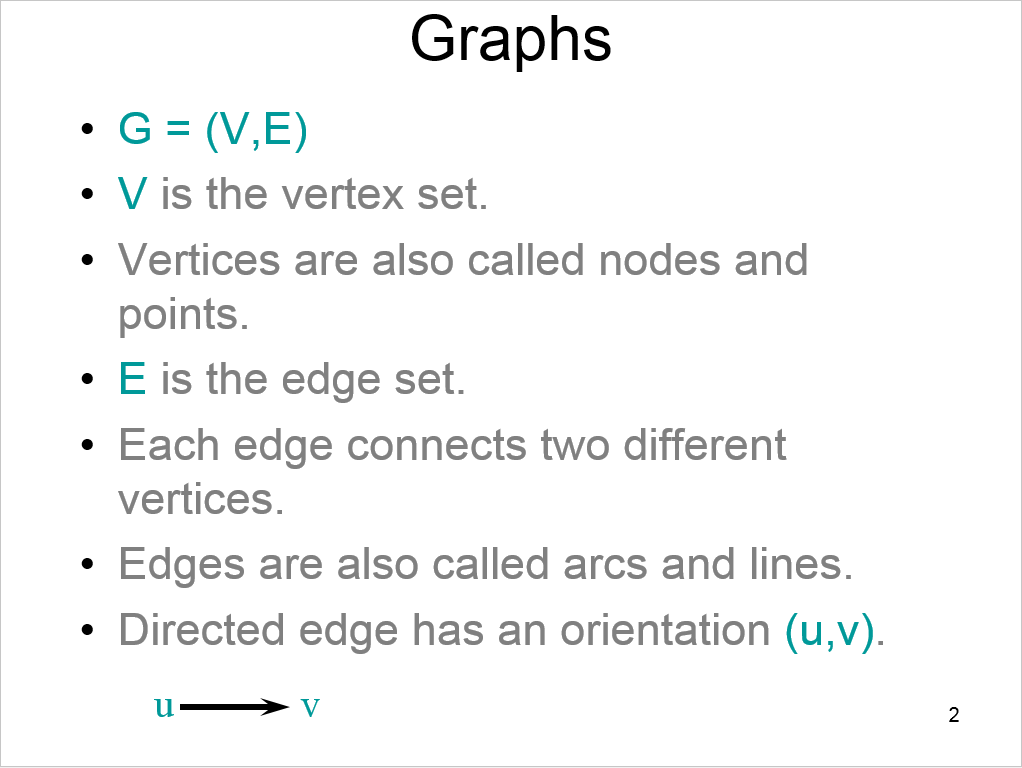 Graphs
• G = (V,E)
• V is the vertex set.
• Vertices are also called nodes and
points.
• E is the edge set.
• Each edge connects two different
vertices.
• Edges are also called arcs and lines.
• Directed edge has an orientation (u,v).
u v
2